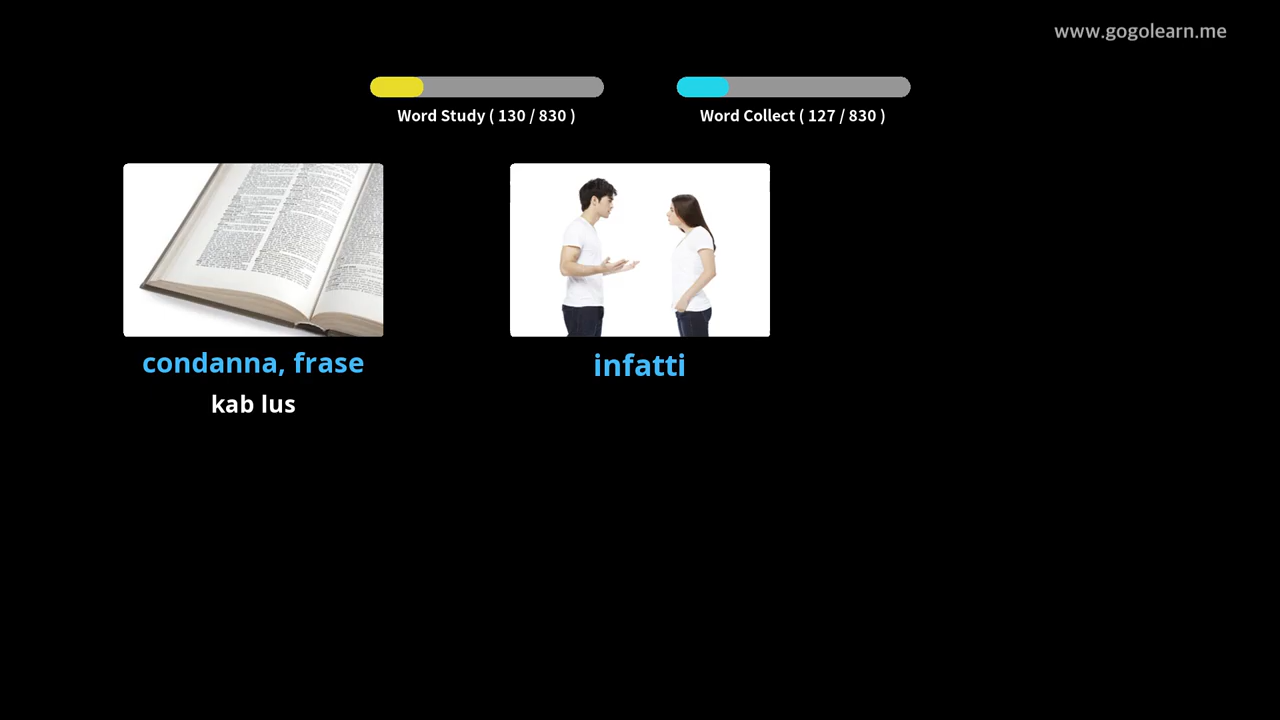 www.gogolearn.me
Word Study ( 130 / 830 )
Word Collect ( 127 / 830 )
condanna, frase
infatti
kab lus